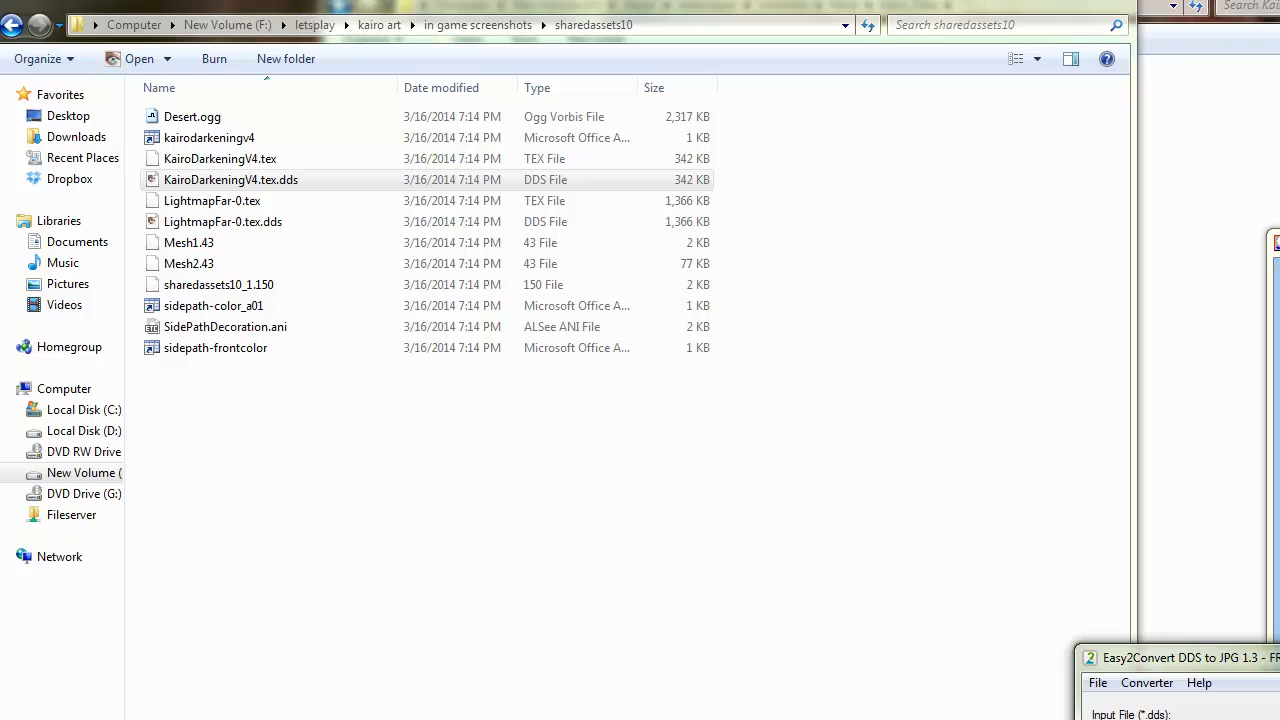 Computer New Volume (F:) letsplay kairo art in game screenshots sharedassets10 Search sharedassets10 Search Kai
Organize Open Burn New folder
Name Date modified Type Size
Favorites
Desktop
Downloads
Recent Places
Dropbox
Libraries
Documents
Music
Pictures
Videos
Homegroup
Computer
Local Disk (C:)
Local Disk (D:)
DVD RW Drive
New Volume (
DVD Drive (G:)
Fileserver
Network
Desert.ogg 3/16/2014 7:14 PM Ogg Vorbis File 2,317 KB
kairodarkeningv4 3/16/2014 7:14 PM Microsoft Office A... 1 KB
KairoDarkeningV4.tex 3/16/2014 7:14 PM TEX File 342 KB
KairoDarkeningV4.tex.dds 3/16/2014 7:14 PM DDS File 342 KB
LightmapFar-0.tex 3/16/2014 7:14 PM TEX File 1,366 KB
LightmapFar-0.tex.dds 3/16/2014 7:14 PM DDS File 1,366 KB
Mesh1.43 3/16/2014 7:14 PM 43 File 2 KB
Mesh2.43 3/16/2014 7:14 PM 43 File 77 KB
sharedassets10_1.150 3/16/2014 7:14 PM 150 File 2 KB
sidepath-color_a01 3/16/2014 7:14 PM Microsoft Office A... 1 KB
SidePathDecoration.ani 3/16/2014 7:14 PM ALSee ANI File 2 KB
sidepath-frontcolor 3/16/2014 7:14 PM Microsoft Office A... 1 KB
Easy2Convert DDS to JPG 1.3 - FR
File Converter Help
Input File (*.dds):